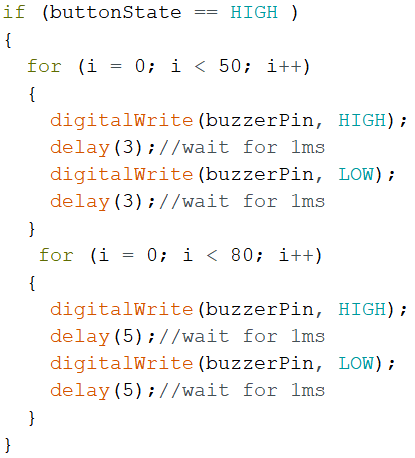 if (buttonState == HIGH )
{
  for (i = 0; i < 50; i++)
  {
    digitalWrite(buzzerPin, HIGH);
    delay(3);//wait for 1ms
    digitalWrite(buzzerPin, LOW);
    delay(3);//wait for 1ms
  }
   for (i = 0; i < 80; i++)
  {
    digitalWrite(buzzerPin, HIGH);
    delay(5);//wait for 1ms
    digitalWrite(buzzerPin, LOW);
    delay(5);//wait for 1ms
  }
}